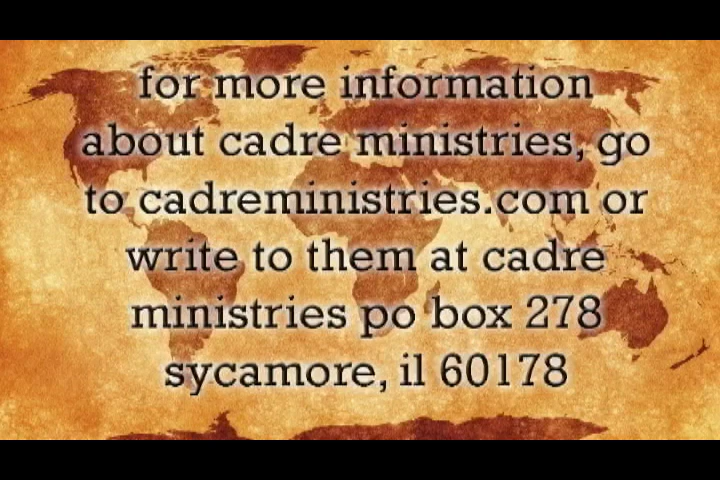 for more information
about cadre ministries, go
to cadreministries.com or
write to them at cadre
ministries po box 278
sycamore, il 60178